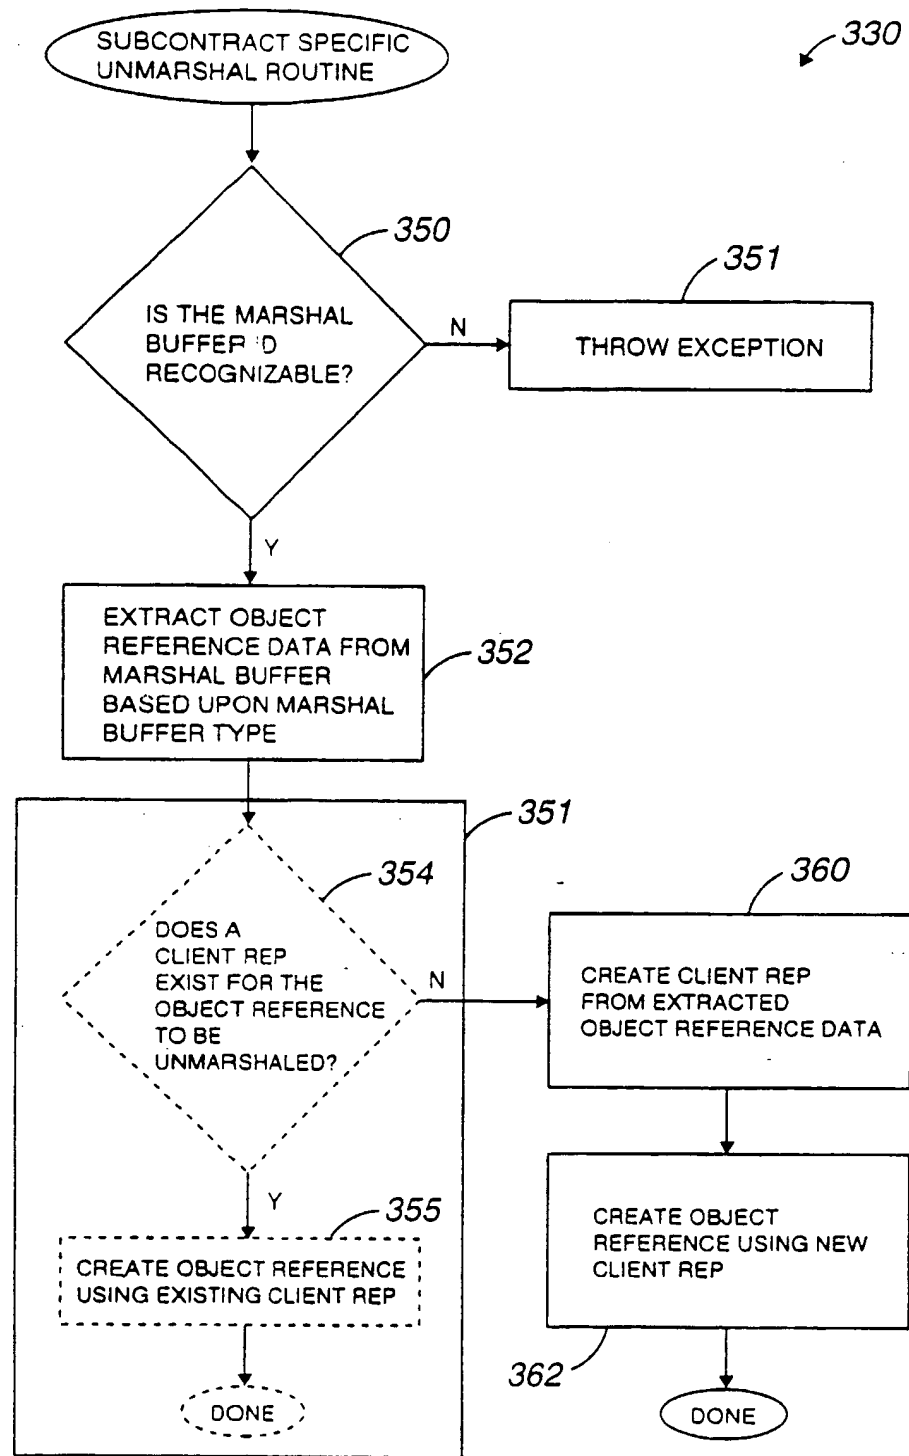 SUBCONTRACT SPECIFIC
UNMARSHAL ROUTINE
330
350
IS THE MARSHAL
BUFFER ID
RECOGNIZABLE?
N
351
THROW EXCEPTION
Y
EXTRACT OBJECT
REFERENCE DATA FROM
MARSHAL BUFFER
BASED UPON MARSHAL
BUFFER TYPE
352
351
354
DOES A
CLIENT REP
EXIST FOR THE
OBJECT REFERENCE
TO BE
UNMARSHALED?
N
360
CREATE CLIENT REP
FROM EXTRACTED
OBJECT REFERENCE DATA
Y
355
CREATE OBJECT REFERENCE
USING EXISTING CLIENT REP
CREATE OBJECT
REFERENCE USING NEW
CLIENT REP
362
DONE
DONE